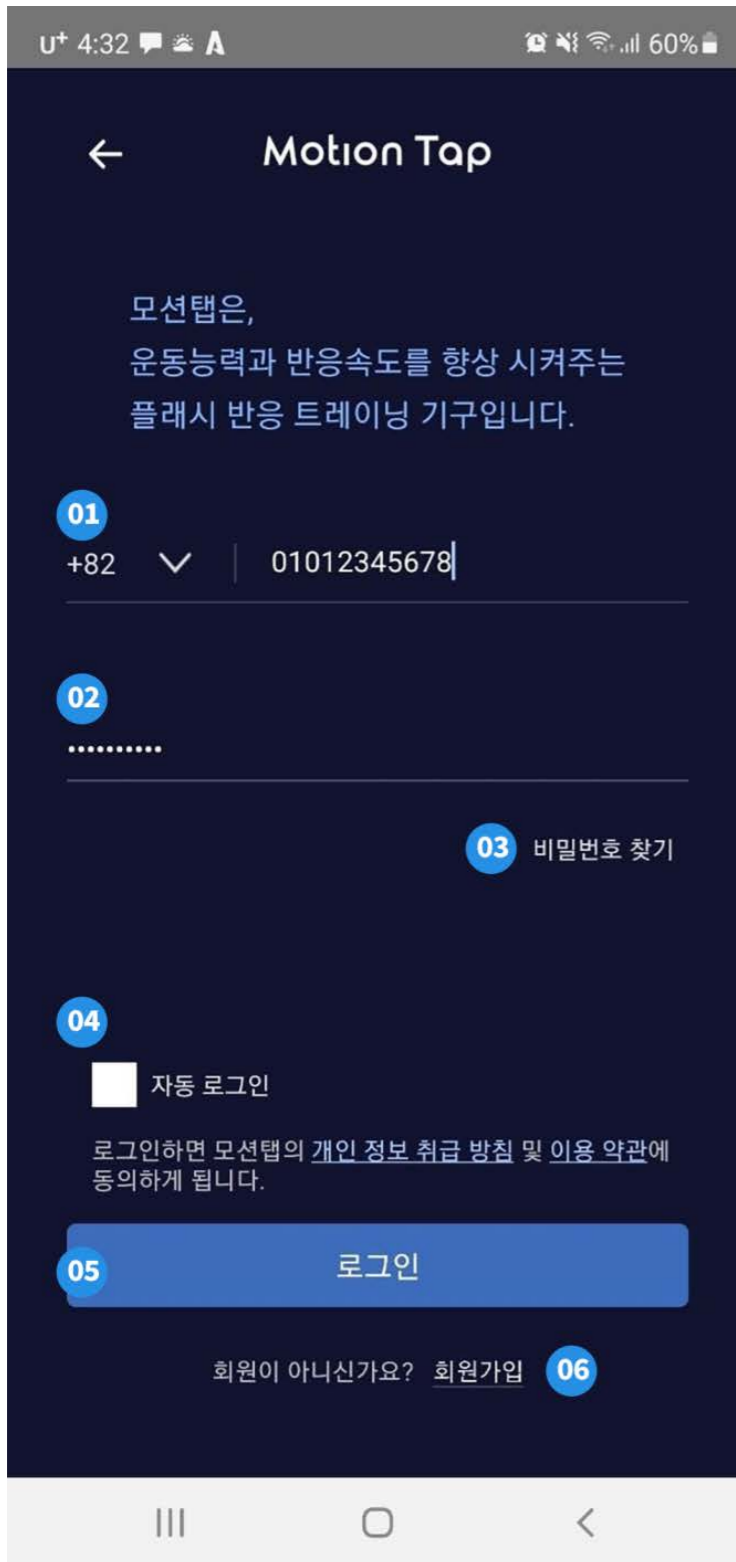 U+ 4:32
60%
Motion Tap
모션탭은,
운동능력과 반응속도를 향상 시켜주는
플래시 반응 트레이닝 기구입니다.
01
+82 01012345678
02
••••••••••
03 비밀번호 찾기
04
자동 로그인
로그인하면 모션탭의 개인 정보 취급 방침 및 이용 약관에
동의하게 됩니다.
05 로그인
회원이 아니신가요? 회원가입 06